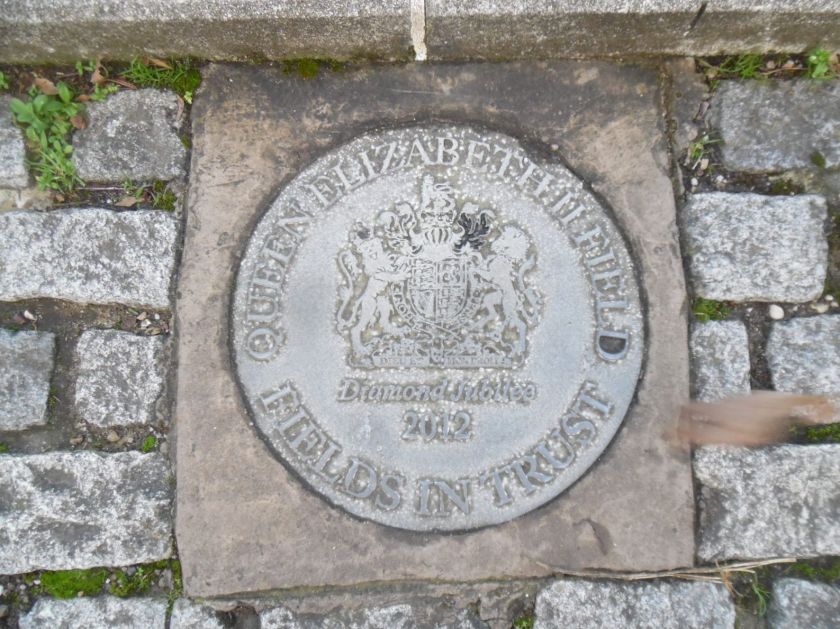 QUEEN ELIZABETH II FIELD
Diamond Jubilee
2012
FIELDS IN TRUST